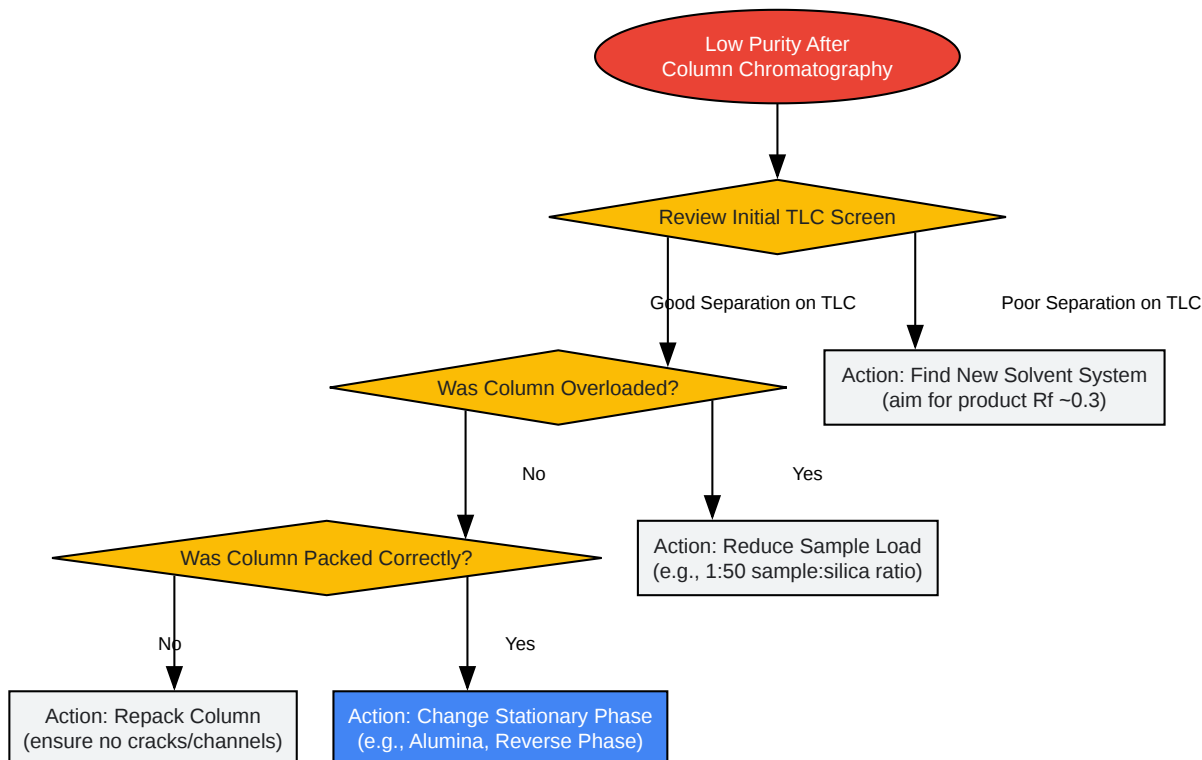 Low Purity After
Column Chromatography
Review Initial TLC Screen
Good Separation on TLC
Poor Separation on TLC
Was Column Overloaded?
Action: Find New Solvent System
(aim for product Rf ~0.3)
No
Yes
Was Column Packed Correctly?
Action: Reduce Sample Load
(e.g., 1:50 sample:silica ratio)
No
Yes
Action: Repack Column
(ensure no cracks/channels)
Action: Change Stationary Phase
(e.g., Alumina, Reverse Phase)